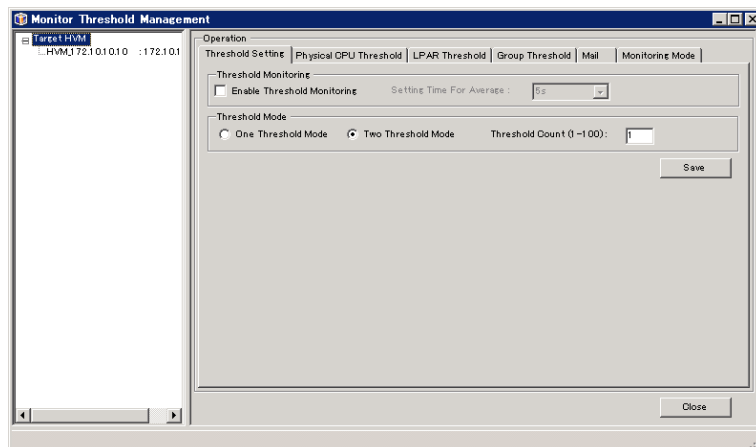 Monitor Threshold Management
Target HVM
HVM_172.10.10.10 : 172.10.1
Operation
Threshold Setting
Physical CPU Threshold
LPAR Threshold
Group Threshold
Mail
Monitoring Mode
Threshold Monitoring
Enable Threshold Monitoring
Setting Time For Average :
5s
Threshold Mode
One Threshold Mode
Two Threshold Mode
Threshold Count (1-100):
1
Save
Close